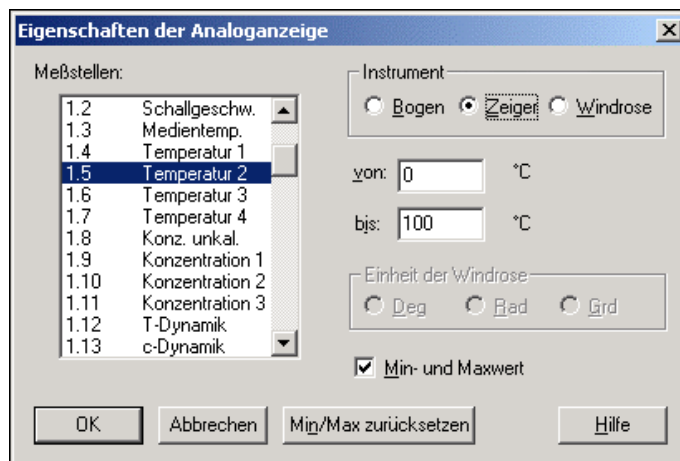 Eigenschaften der Analoganzeige
Meßstellen:
1.2 Schallgeschw.
1.3 Medientemp.
1.4 Temperatur 1
1.5 Temperatur 2
1.6 Temperatur 3
1.7 Temperatur 4
1.8 Konz. unkal.
1.9 Konzentration 1
1.10 Konzentration 2
1.11 Konzentration 3
1.12 T-Dynamik
1.13 c-Dynamik
Instrument
Bogen Zeiger Windrose
von: 0 °C
bis: 100 °C
Einheit der Windrose
Deg Rad Grd
Min- und Maxwert
OK Abbrechen Min/Max zurücksetzen Hilfe